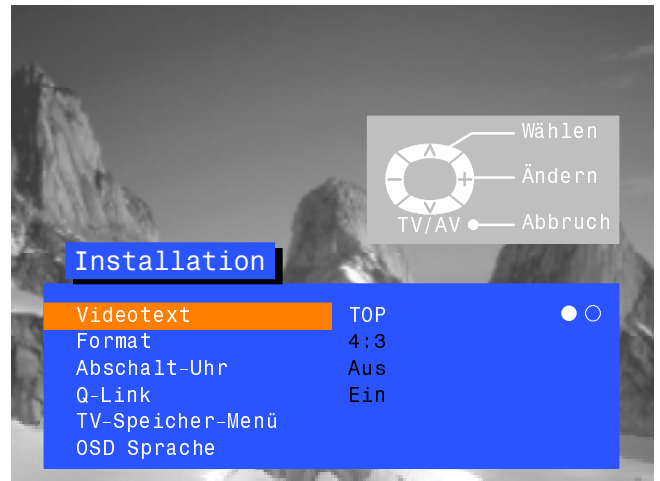 Wählen
Ändern
TV/AV Abbruch
Installation
Videotext TOP
Format 4:3
Abschalt-Uhr Aus
Q-Link Ein
TV-Speicher-Menü
OSD Sprache